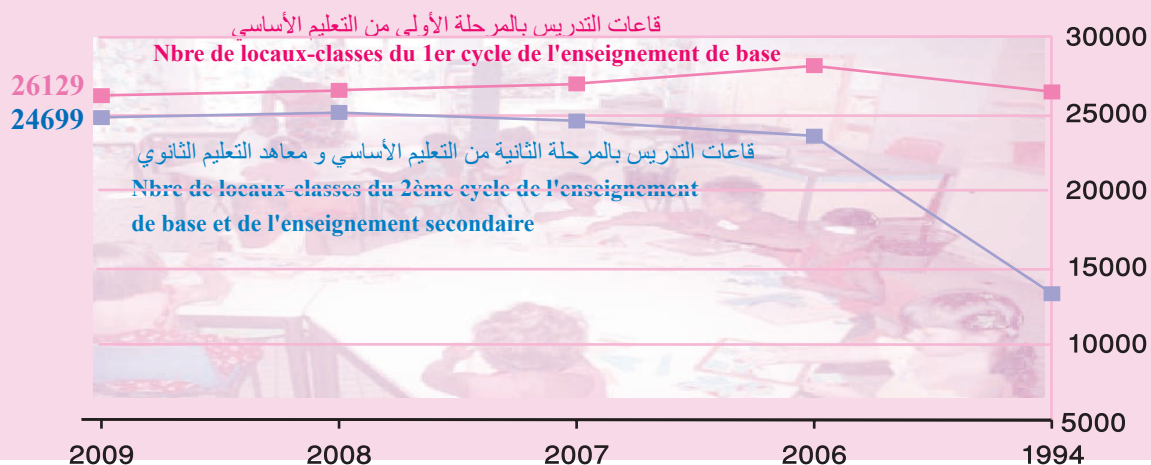 قاعات التدريس بالمرحلة الأولى من التعليم الأساسي
Nbre de locaux-classes du 1er cycle de l'enseignement de base
30000
26129
24699
25000
قاعات التدريس بالمرحلة الثانية من التعليم الأساسي و معاهد التعليم الثانوي
Nbre de locaux-classes du 2ème cycle de l'enseignement
de base et de l'enseignement secondaire
20000
15000
10000
5000
2009 2008 2007 2006 1994